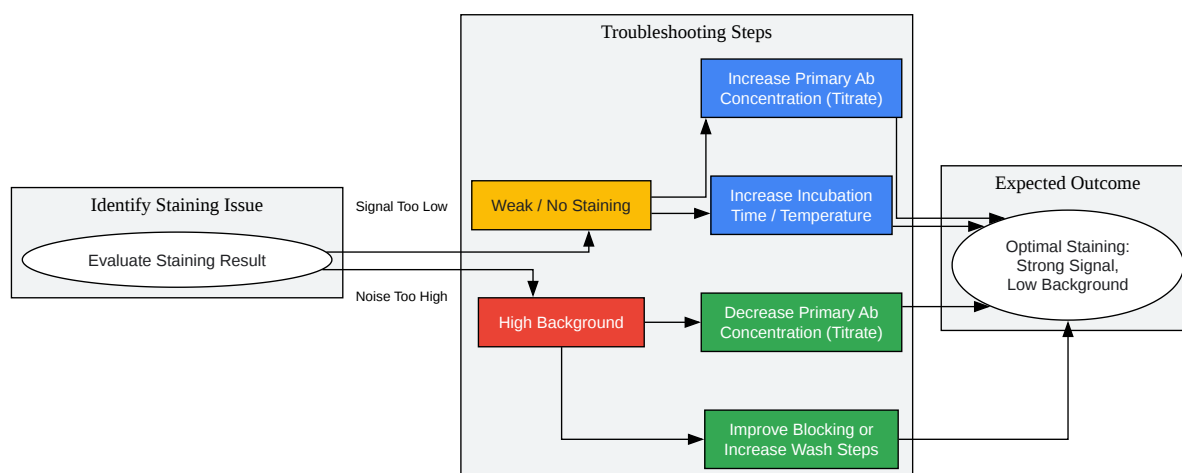 Identify Staining Issue
Evaluate Staining Result
Signal Too Low
Noise Too High
Troubleshooting Steps
Weak / No Staining
High Background
Increase Primary Ab
Concentration (Titrate)
Increase Incubation
Time / Temperature
Decrease Primary Ab
Concentration (Titrate)
Improve Blocking or
Increase Wash Steps
Expected Outcome
Optimal Staining:
Strong Signal,
Low Background